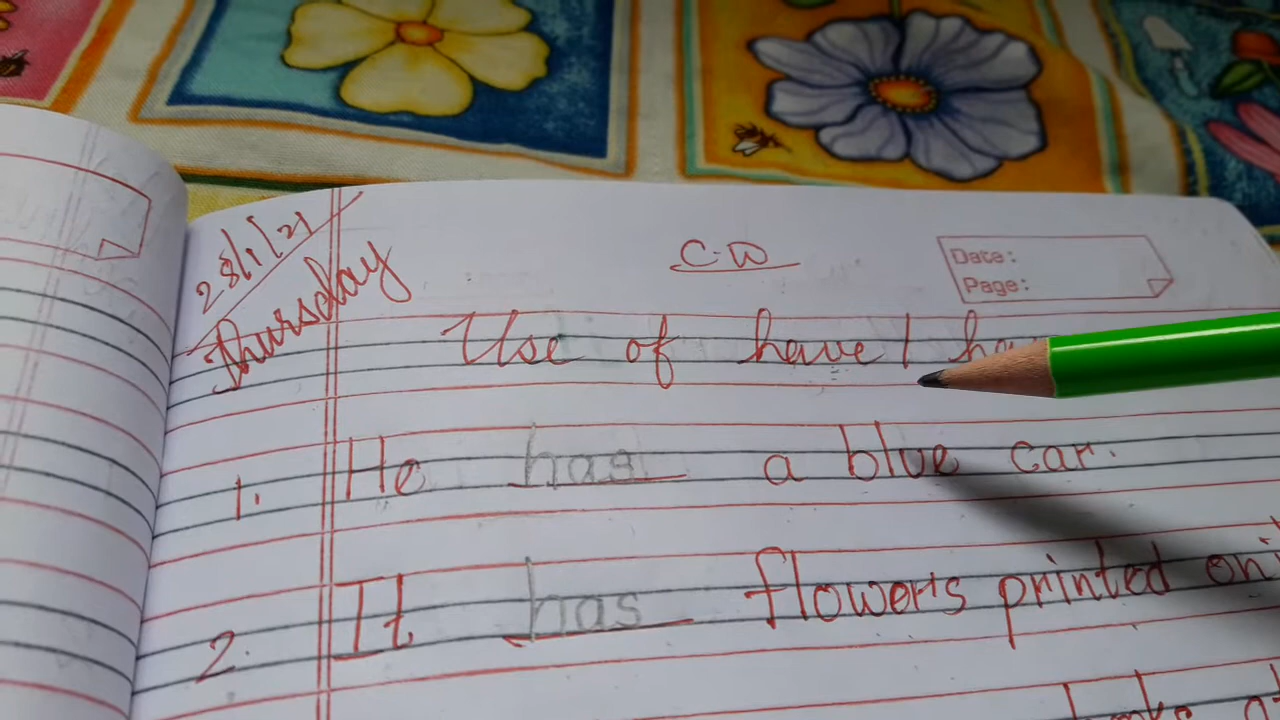 28/1/21
Thursday
C.W
Date:
Page:
Use of have/
1. He has a blue car.
2. It has flowers printed on